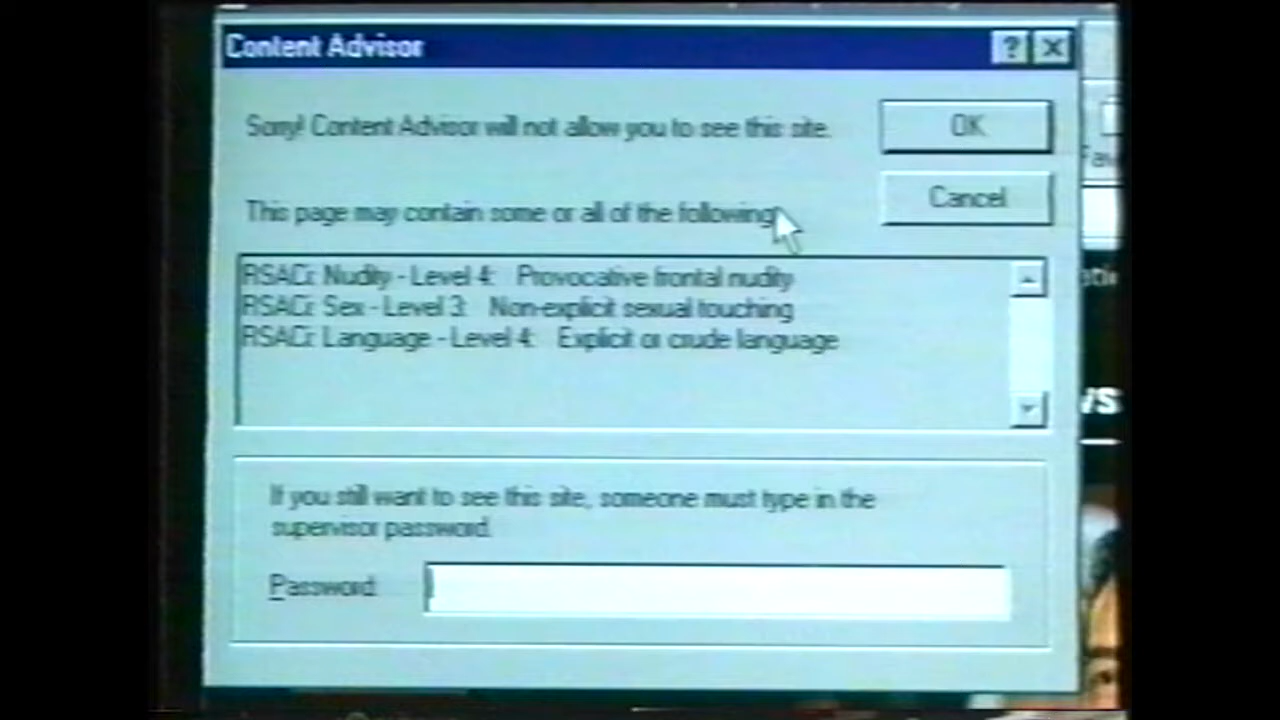 Content Advisor
Sorry! Content Advisor will not allow you to see this site.
OK
Cancel
This page may contain some or all of the following:
RSACi: Nudity - Level 4: Provocative frontal nudity
RSACi: Sex - Level 3: Non-explicit sexual touching
RSACi: Language - Level 4: Explicit or crude language
If you still want to see this site, someone must type in the
supervisor password.
Password: